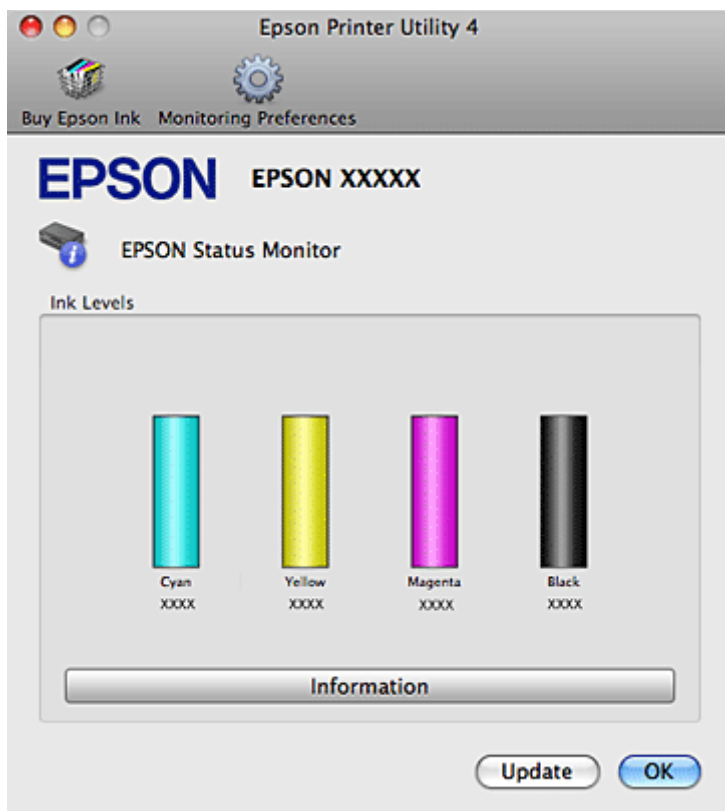 Epson Printer Utility 4
Buy Epson Ink Monitoring Preferences
EPSON EPSON XXXXX
EPSON Status Monitor
Ink Levels
Cyan Yellow Magenta Black
XXXX XXXX XXXX XXXX
Information
Update OK